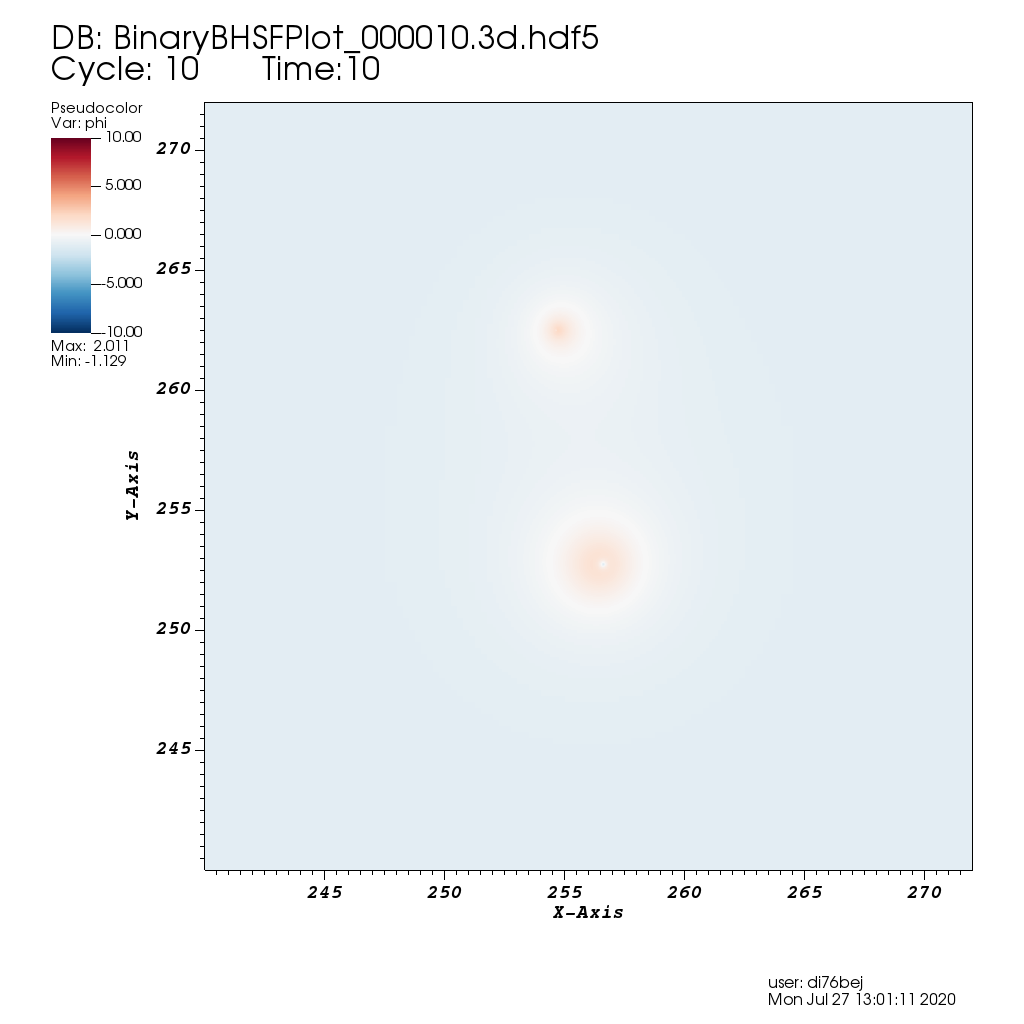 DB: BinaryBHSFPlot_000010.3d.hdf5
Cycle: 10 Time:10
Pseudocolor
Var: phi
10.00
5.000
0.000
-5.000
-10.00
Max: 2.011
Min: -1.129
270
265
260
255
250
245
Y-Axis
245 250 255 260 265 270
X-Axis
user: di76bej
Mon Jul 27 13:01:11 2020